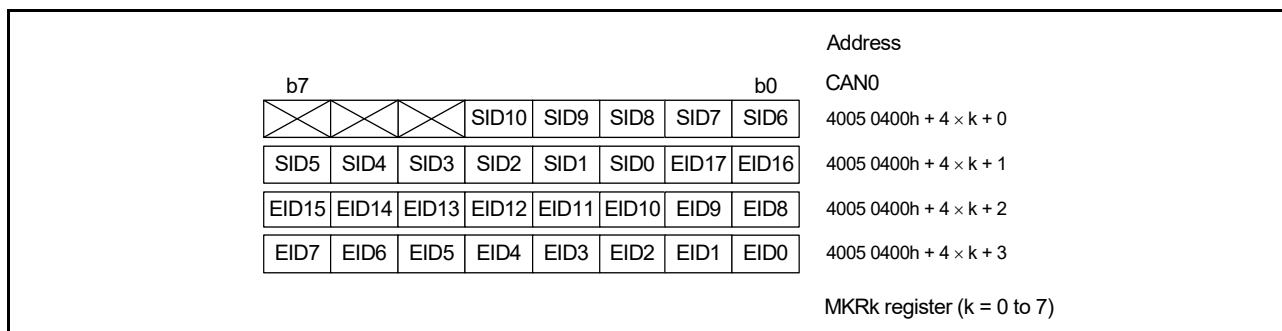 Address
b7 b0 CAN0
SID10 SID9 SID8 SID7 SID6 4005 0400h + 4 × k + 0
SID5 SID4 SID3 SID2 SID1 SID0 EID17 EID16 4005 0400h + 4 × k + 1
EID15 EID14 EID13 EID12 EID11 EID10 EID9 EID8 4005 0400h + 4 × k + 2
EID7 EID6 EID5 EID4 EID3 EID2 EID1 EID0 4005 0400h + 4 × k + 3
MKRk register (k = 0 to 7)